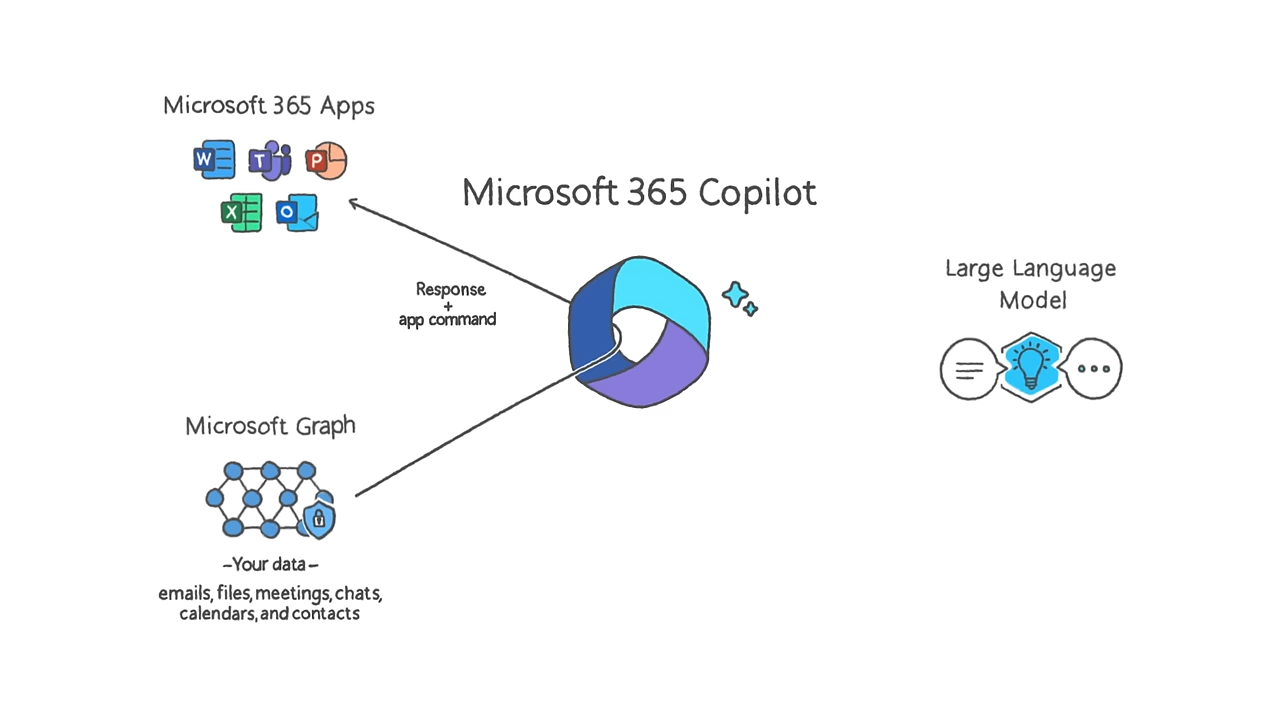 Microsoft 365 Apps
W
T
P
X
O
Microsoft 365 Copilot
Response
+
app command
Large Language
Model
Microsoft Graph
–Your data–
emails, files, meetings, chats,
calendars, and contacts